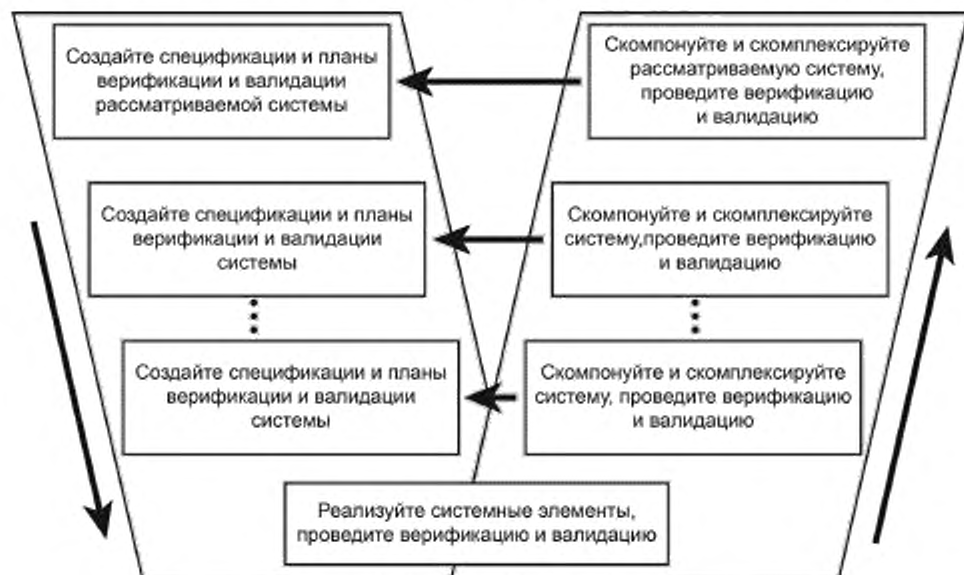 Создайте спецификации и планы
верификации и валидации
рассматриваемой системы
Скомпонуйте и скомплексируйте
рассматриваемую систему,
проведите верификацию
и валидацию
Создайте спецификации и планы
верификации и валидации
системы
Скомпонуйте и скомплексируйте
систему,проведите верификацию
и валидацию
Создайте спецификации и планы
верификации и валидации
системы
Скомпонуйте и скомплексируйте
систему, проведите верификацию
и валидацию
Реализуйте системные элементы,
проведите верификацию и валидацию